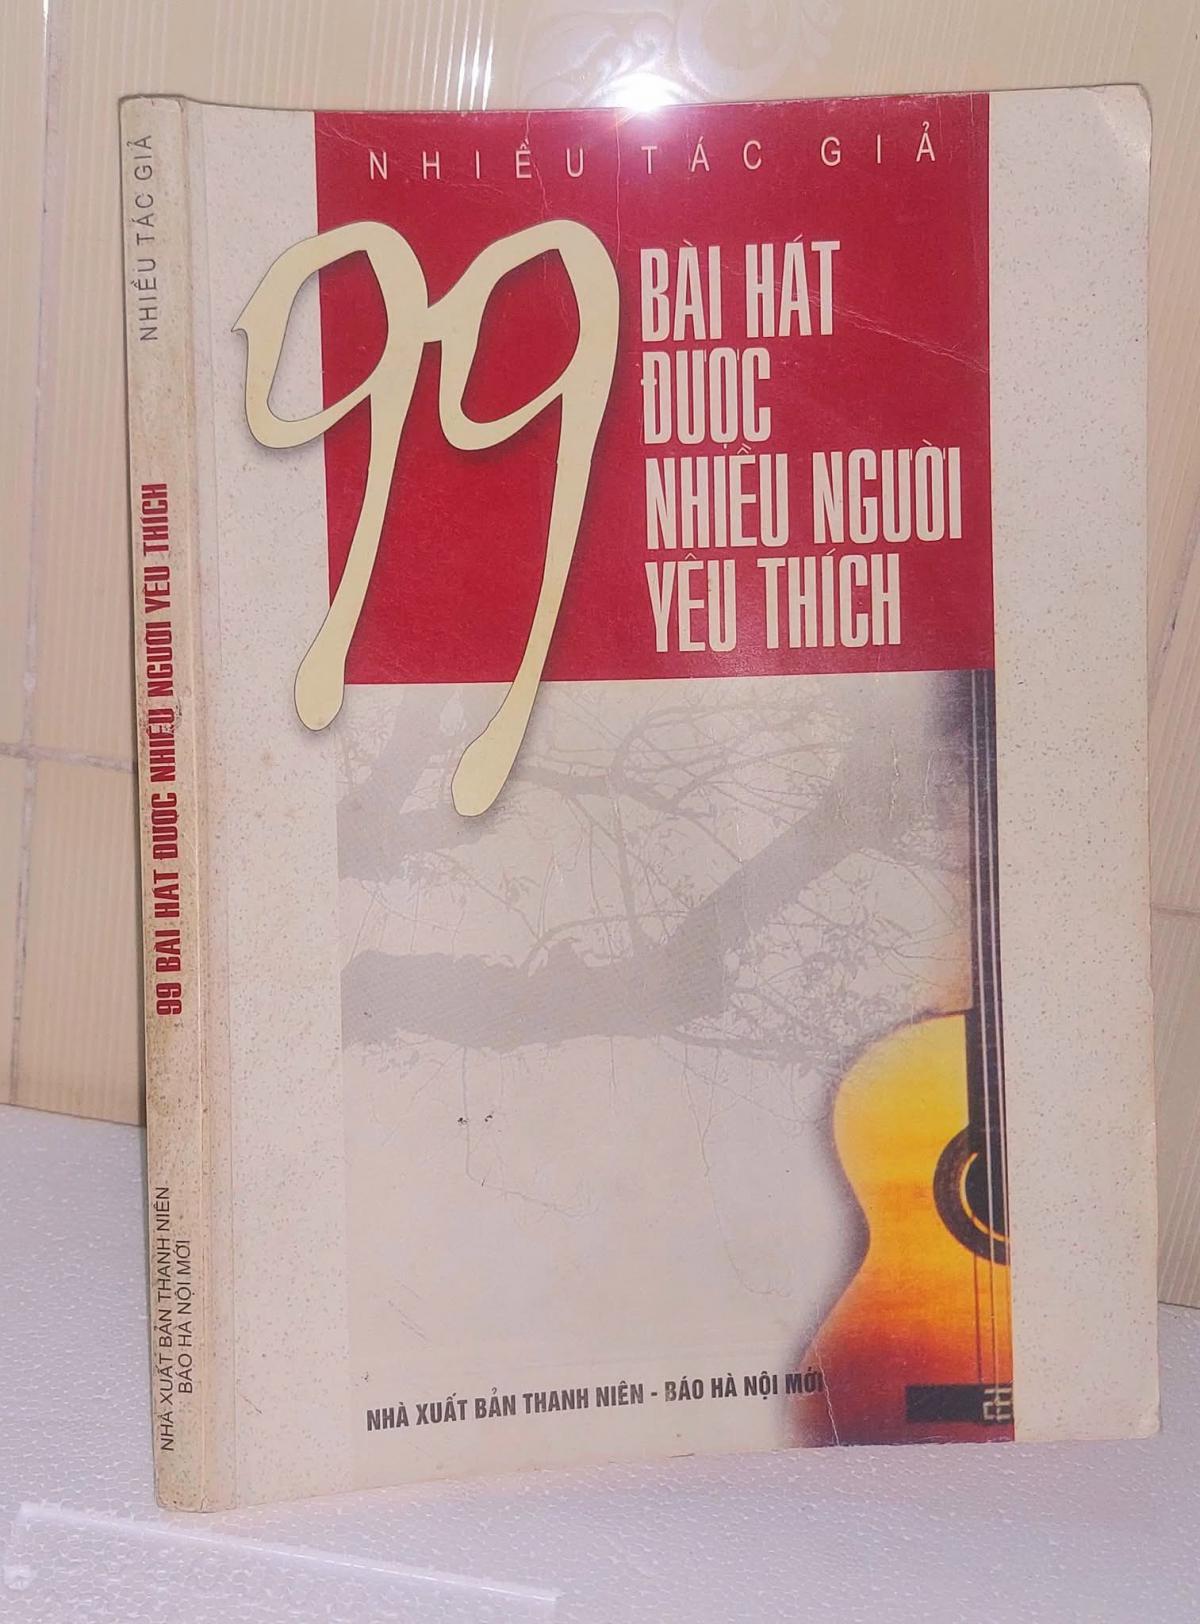 NHIỀU TÁC GIẢ
99
BÀI HÁT
ĐƯỢC
NHIỀU NGƯỜI
YÊU THÍCH
NHÀ XUẤT BẢN THANH NIÊN - BÁO HÀ NỘI MỚI
NHIỀU TÁC GIẢ
99 BÀI HÁT ĐƯỢC NHIỀU NGƯỜI YÊU THÍCH
NHÀ XUẤT BẢN THANH NIÊN
BÁO HÀ NỘI MỚI